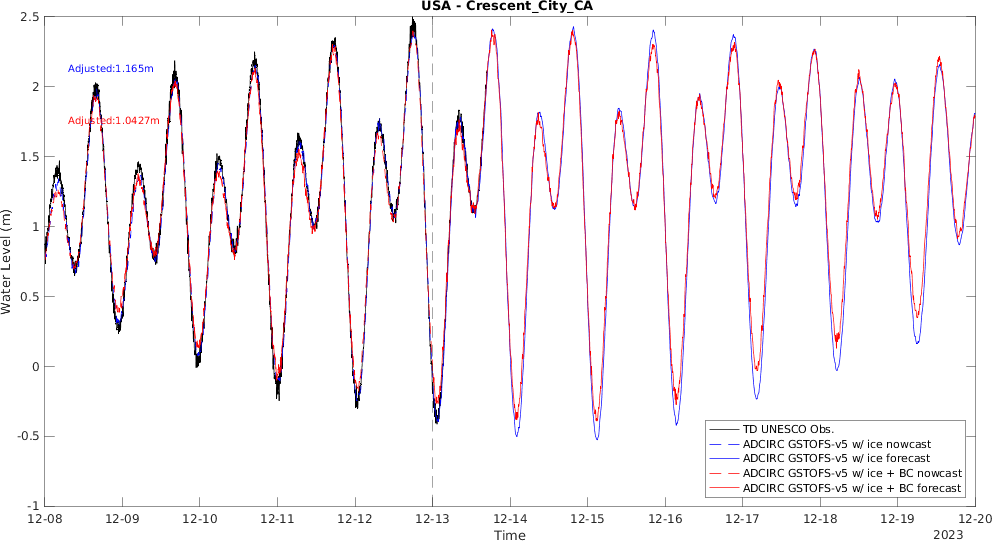 USA - Crescent_City_CA
2.5
2
1.5
1
0.5
0
-0.5
-1
Water Level (m)
Adjusted:1.165m
Adjusted:1.0427m
TD UNESCO Obs.
ADCIRC GSTOFS-v5 w/ ice nowcast
ADCIRC GSTOFS-v5 w/ ice forecast
ADCIRC GSTOFS-v5 w/ ice + BC nowcast
ADCIRC GSTOFS-v5 w/ ice + BC forecast
12-08 12-09 12-10 12-11 12-12 12-13 12-14 12-15 12-16 12-17 12-18 12-19 12-20
Time
2023